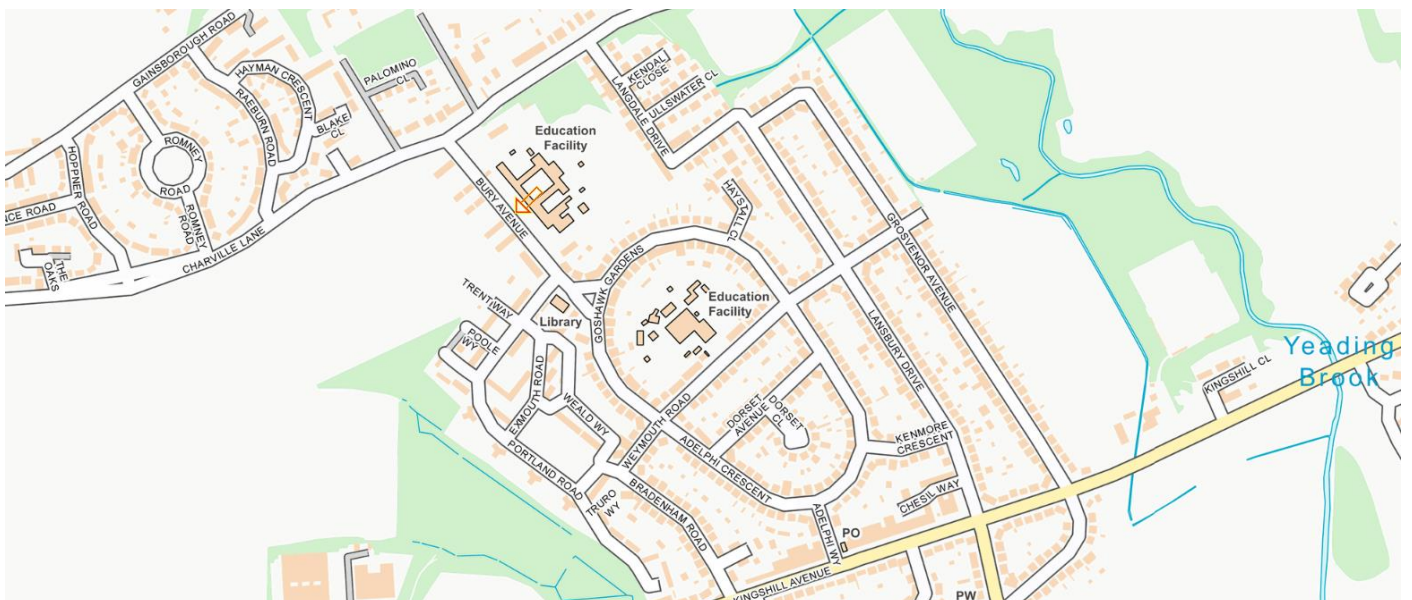 GAINSBOROUGH ROAD
HAYMAN CRESCENT
PALOMINO
CL
KENDAL
CLOSE
ULLSWATER CL
LANGDALE DRIVE
RAEBURN ROAD
BLAKE
CL
Education
Facility
ROMNEY
ROAD
ROMNEY
ROAD
HOPPNER ROAD
NCE ROAD
THE
OAKS
CHARVILLE LANE
BURY AVENUE
HAYSTALL CL
GROSVENOR AVENUE
GOSHAWK GARDENS
TRENT WAY
Library
Education
Facility
LANSBURY DRIVE
POOLE
WY
EXMOUTH ROAD
WEALD WY
Yeading
Brook
KINGSHILL CL
DORSET
AVENUE
DORSET
CL
WEYMOUTH ROAD
ADELPHI CRESCENT
KENMORE
CRESCENT
PORTLAND ROAD
TRURO
WY
BRADENHAM ROAD
CHESIL WAY
ADELPHI WY
PO
KINGSHILL AVENUE
PW